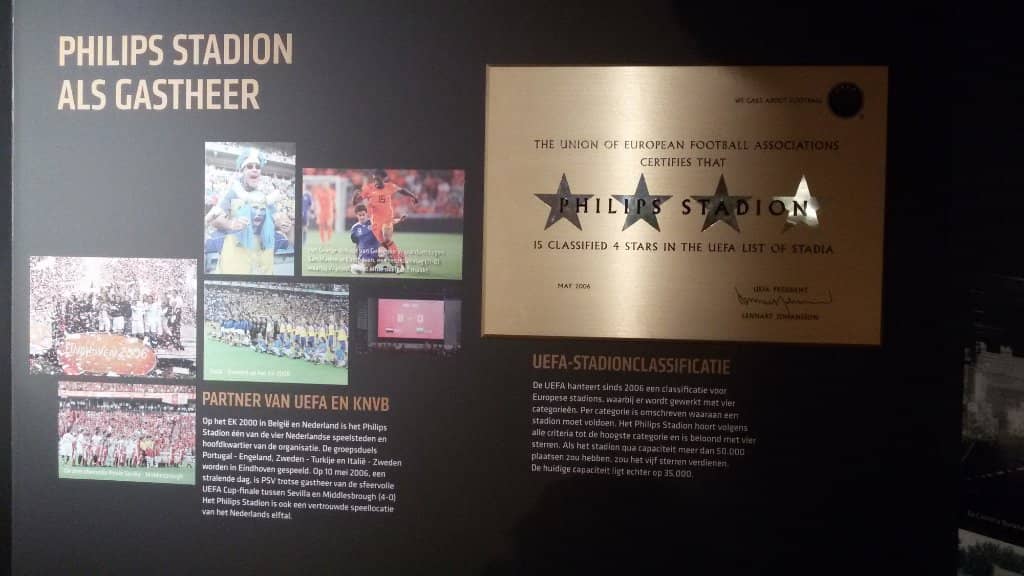 PHILIPS STADION
ALS GASTHEER
WE CARE ABOUT FOOTBALL
THE UNION OF EUROPEAN FOOTBALL ASSOCIATIONS
CERTIFIES THAT
PHILIPS STADION
IS CLASSIFIED 4 STARS IN THE UEFA LIST OF STADIA
MAY 2006
UEFA PRESIDENT
LENNART JOHANSSON
15
8 - 0
EINDHOVEN 2006
PARTNER VAN UEFA EN KNVB
Op het EK 2000 in België en Nederland is het Philips
Stadion één van de vier Nederlandse speelsteden en
hoofdkwartier van de organisatie. De groepsduels
Portugal - Engeland, Zweden - Turkije en Italië - Zweden
worden in Eindhoven gespeeld. Op 10 mei 2006, een
stralende dag, is PSV trotse gastheer van de sfeervolle
UEFA Cup-finale tussen Sevilla en Middlesbrough (4-0)
Het Philips Stadion is ook een vertrouwde speellocatie
van het Nederlands elftal.
UEFA-STADIONCLASSIFICATIE
De UEFA hanteert sinds 2006 een classificatie voor
Europese stadions, waarbij er wordt gewerkt met vier
categorieën. Per categorie is omschreven waaraan een
stadion moet voldoen. Het Philips Stadion hoort volgens
alle criteria tot de hoogste categorie en is beloond met vier
sterren. Als het stadion qua capaciteit meer dan 50.000
plaatsen zou hebben, zou het vijf sterren verdienen.
De huidige capaciteit ligt echter op 35.000.